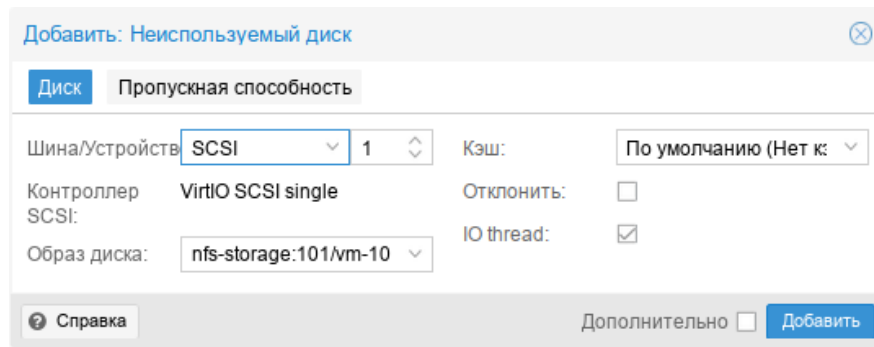 Добавить: Неиспользуемый диск
Диск Пропускная способность
Шина/Устройств SCSI 1 Кэш: По умолчанию (Нет кэ
Контроллер SCSI: VirtIO SCSI single Отклонить:
IO thread:
Образ диска: nfs-storage:101/vm-10
Справка Дополнительно Добавить